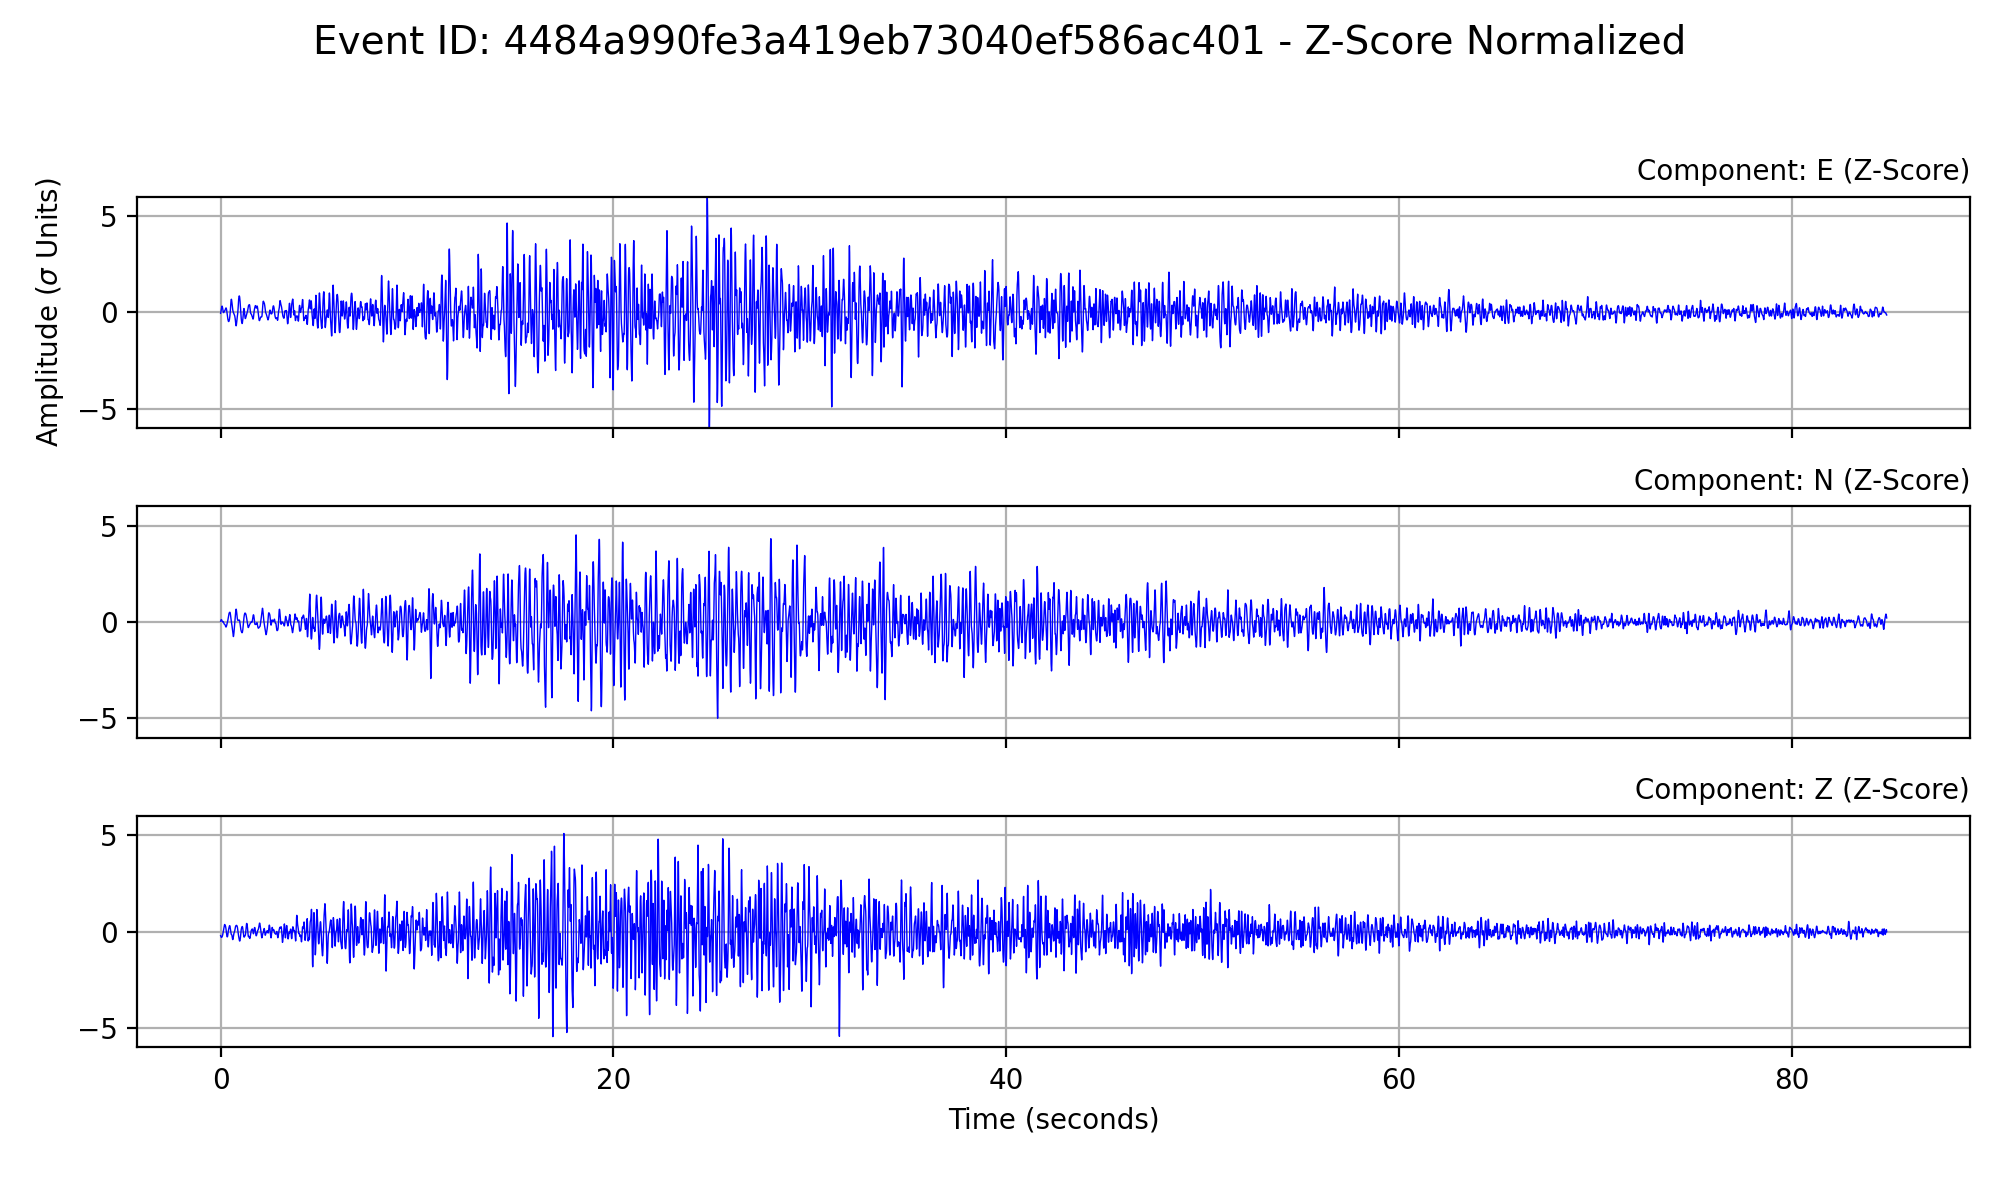 Event ID: 4484a990fe3a419eb73040ef586ac401 - Z-Score Normalized
Component: E (Z-Score)
Amplitude (σ Units)
5
0
−5
Component: N (Z-Score)
5
0
−5
Component: Z (Z-Score)
5
0
−5
0 20 40 60 80
Time (seconds)